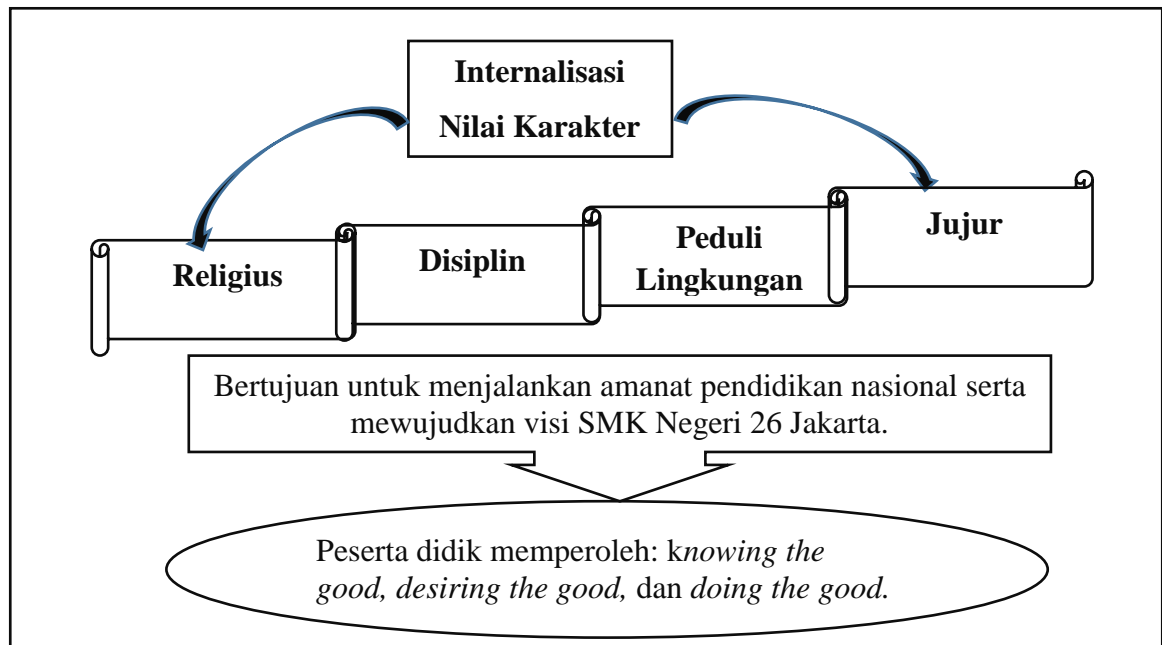 Internalisasi
Nilai Karakter
Religius
Disiplin
Peduli
Lingkungan
Jujur
Bertujuan untuk menjalankan amanat pendidikan nasional serta
mewujudkan visi SMK Negeri 26 Jakarta.
Peserta didik memperoleh: knowing the
good, desiring the good, dan doing the good.